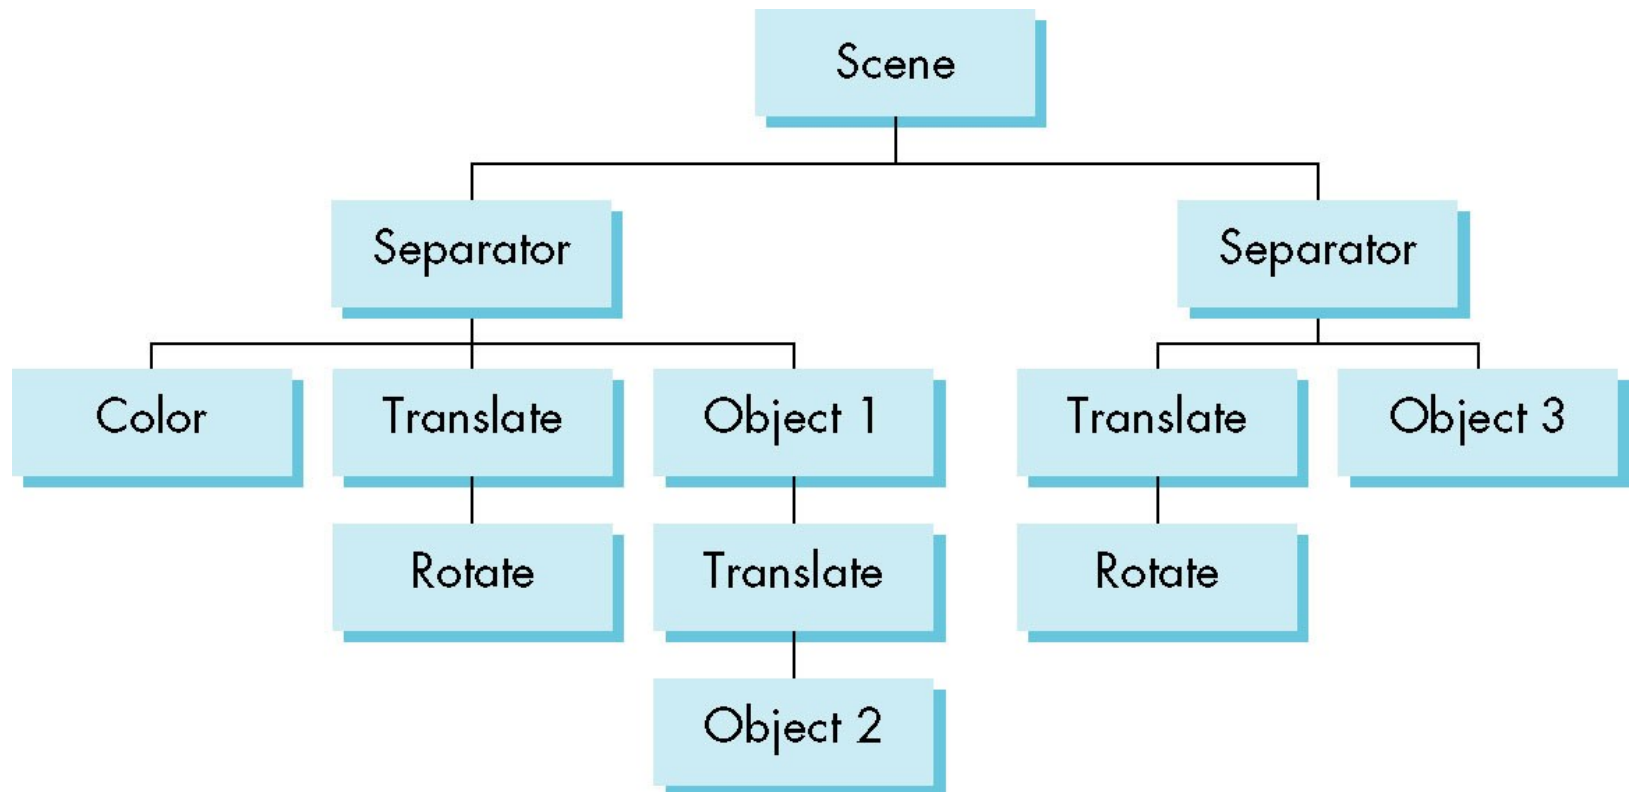 Scene
Separator
Separator
Color
Translate
Object 1
Translate
Object 3
Rotate
Translate
Rotate
Object 2